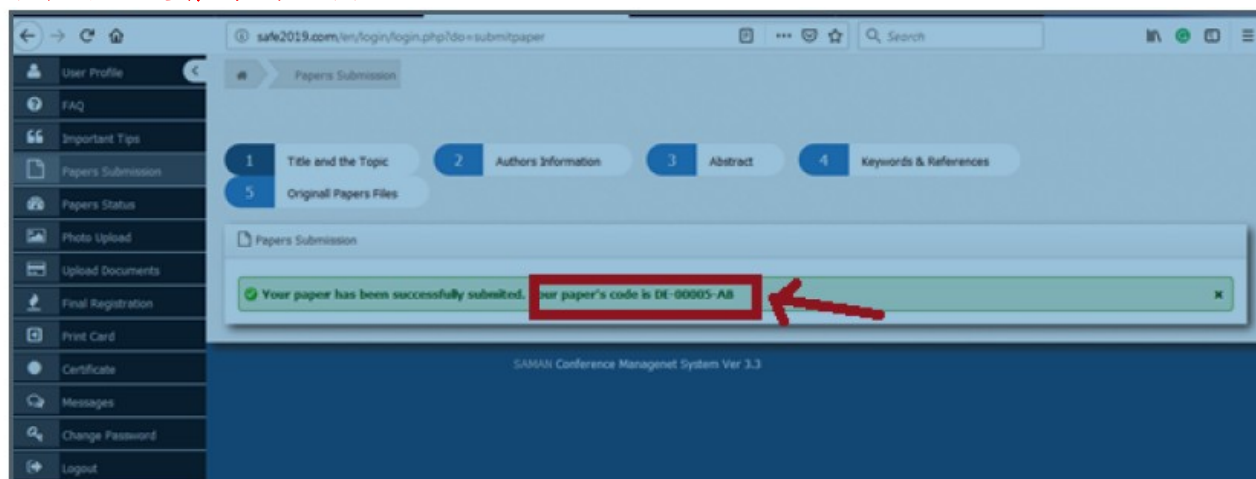 safe2019.com/en/login/login.php?do=submitpaper
Search
User Profile
FAQ
Important Tips
Papers Submission
Papers Status
Photo Upload
Upload Documents
Final Registration
Print Card
Certificate
Messages
Change Password
Logout
Papers Submission
1 Title and the Topic
2 Authors Information
3 Abstract
4 Keywords & References
5 Originall Papers Files
Papers Submission
Your paper has been successfully submited. our paper's code is DE-00005-AB
SAMAN Conference Managenet System Ver 3.3